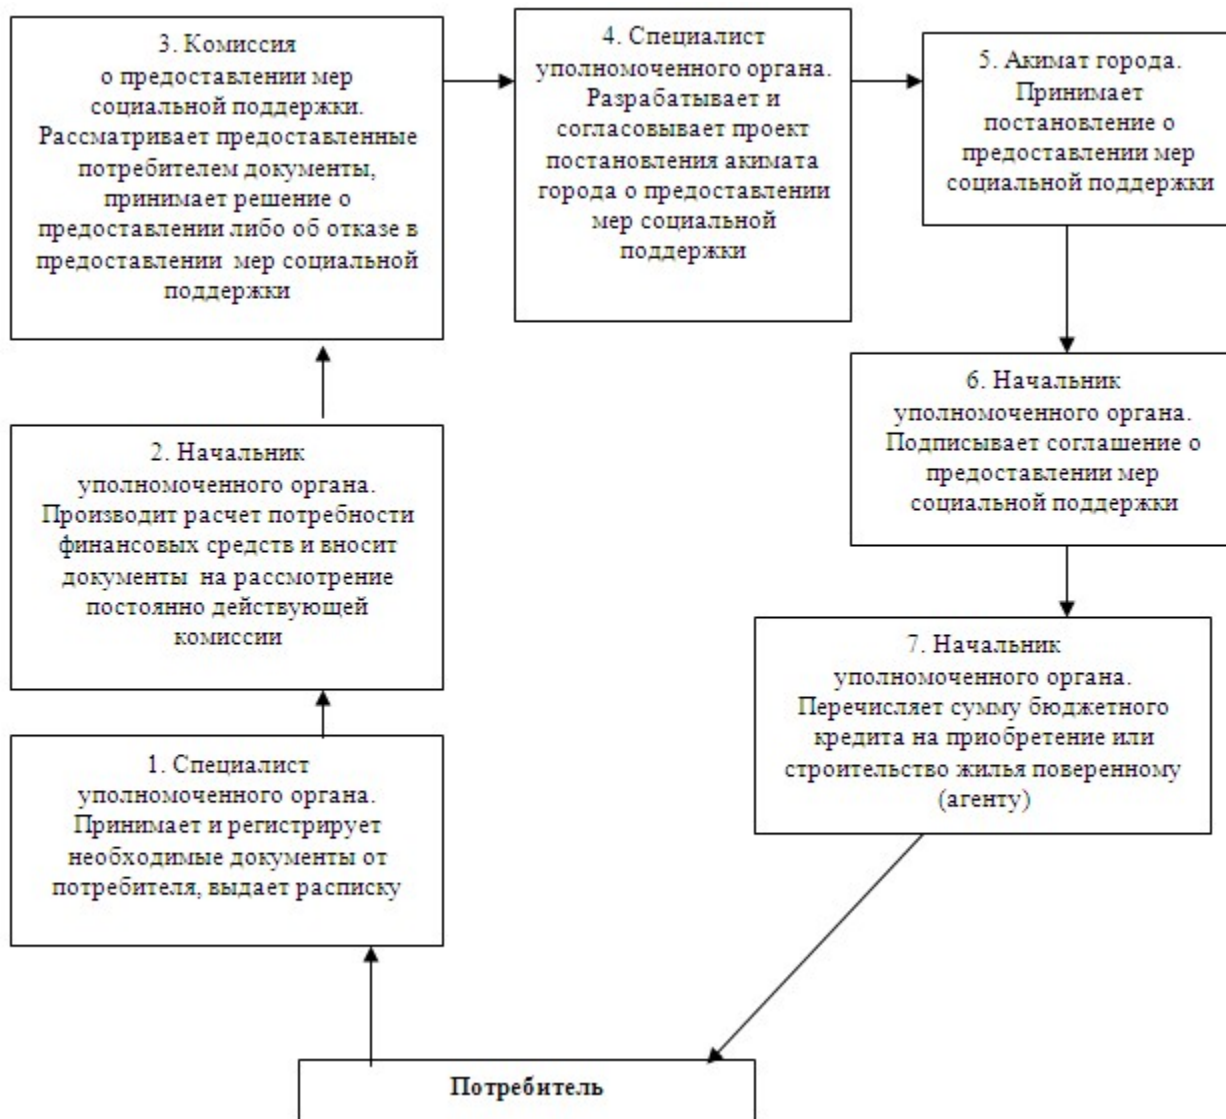 3. Комиссия
о предоставлении мер
социальной поддержки.
Рассматривает предоставленные
потребителем документы,
принимает решение о
предоставлении либо об отказе в
предоставлении мер социальной
поддержки
4. Специалист
уполномоченного органа.
Разрабатывает и
согласовывает проект
постановления акимата
города о предоставлении
мер социальной
поддержки
5. Акимат города.
Принимает
постановление о
предоставлении мер
социальной поддержки
6. Начальник
уполномоченного органа.
Подписывает соглашение о
предоставлении мер
социальной поддержки
2. Начальник
уполномоченного органа.
Производит расчет потребности
финансовых средств и вносит
документы на рассмотрение
постоянно действующей
комиссии
7. Начальник
уполномоченного органа.
Перечисляет сумму бюджетного
кредита на приобретение или
строительство жилья поверенному
(агенту)
1. Специалист
уполномоченного органа.
Принимает и регистрирует
необходимые документы от
потребителя, выдает расписку
Потребитель